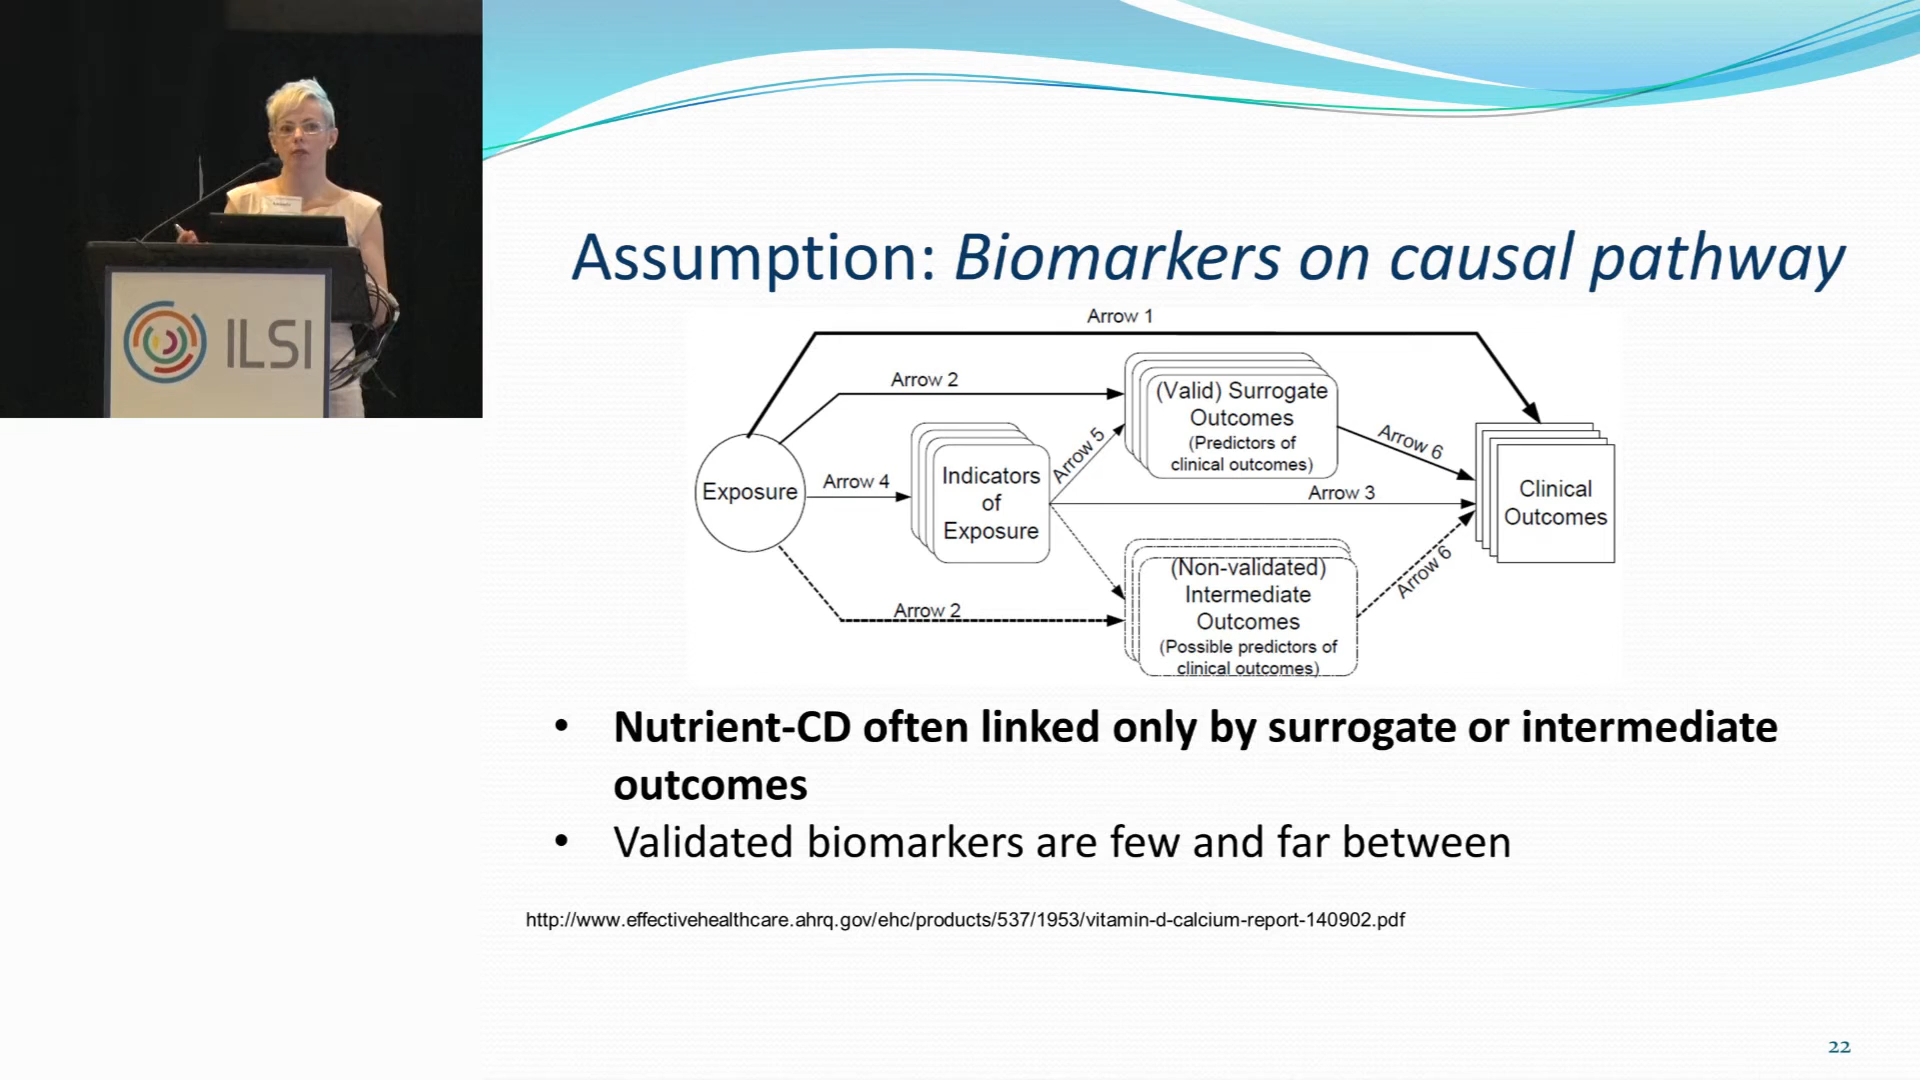 ILSI
Assumption: Biomarkers on causal pathway
Arrow 1
Arrow 2
(Valid) Surrogate
Outcomes
(Predictors of
clinical outcomes)
Arrow 5
Arrow 6
Exposure
Arrow 4
Indicators
of
Exposure
Arrow 3
Clinical
Outcomes
Arrow 2
(Non-validated)
Intermediate
Outcomes
(Possible predictors of
clinical outcomes)
Arrow 6
• Nutrient-CD often linked only by surrogate or intermediate
outcomes
• Validated biomarkers are few and far between
http://www.effectivehealthcare.ahrq.gov/ehc/products/537/1953/vitamin-d-calcium-report-140902.pdf
22